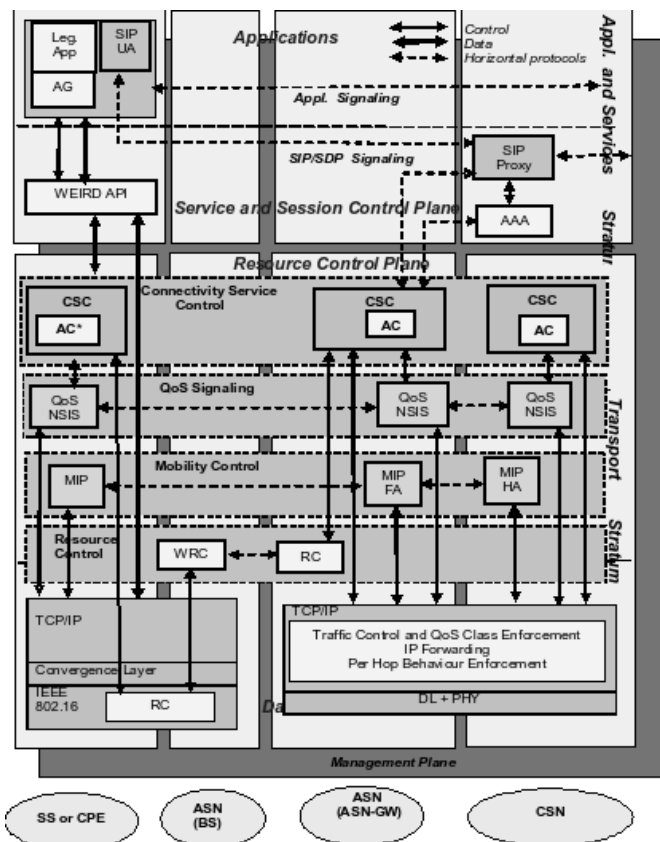 Leg.
App
SIP
UA
AG
Applications
Control
Data
Horizontal protocols
Appl. Signaling
Appl. and Services
Stratur
SIP/SDP Signaling
SIP
Proxy
WEIRD API
Service and Session Control Plane
AAA
Resource Control Plane
CSC
Connectivity Service
Control
AC*
CSC
AC
CSC
AC
QoS Signaling
QoS
NSIS
QoS
NSIS
QoS
NSIS
Transport
Stratum
Mobility Control
MIP
MIP
FA
MIP
HA
Resource
Control
WRC
RC
TCP/IP
Convergence Layer
IEEE
802.16
RC
TCP/IP
Traffic Control and QoS Class Enforcement
IP Forwarding
Per Hop Behaviour Enforcement
DL + PHY
Da
Management Plane
SS or CPE
ASN
(BS)
ASN
(ASN-GW)
CSN